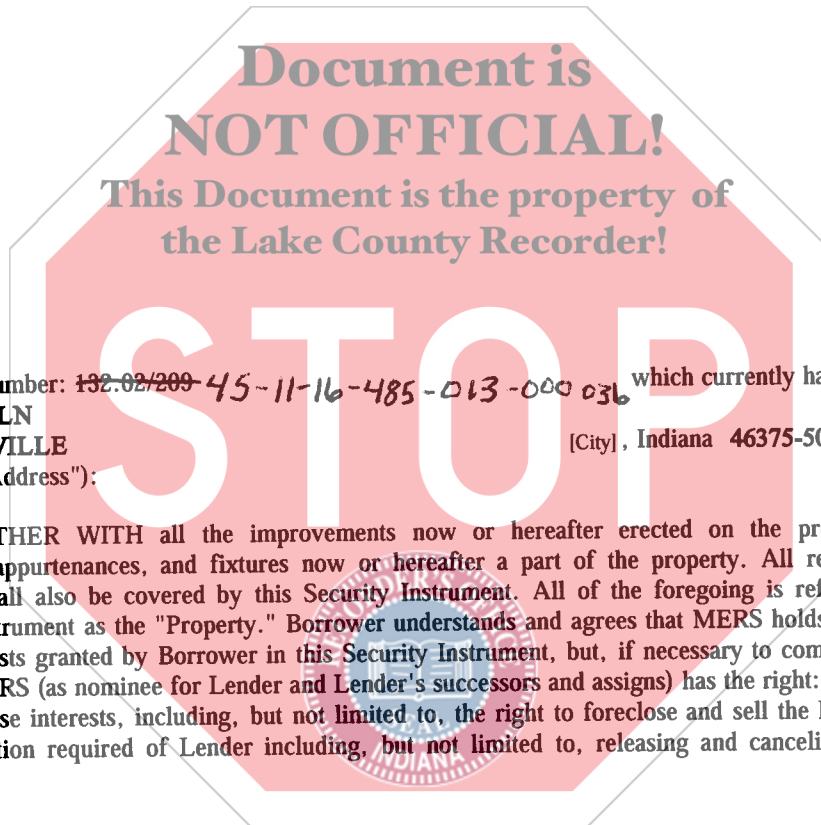 Document is
NOT OFFICIAL!
This Document is the property of
the Lake County Recorder!
STOP
umber: 132.02/209 45-11-16-485-013-000 036 which currently ha
LN
VILLE [City] , Indiana 46375-50
ddress"):
THER WITH all the improvements now or hereafter erected on the pr
appurtenances, and fixtures now or hereafter a part of the property. All re
all also be covered by this Security Instrument. All of the foregoing is ref
trument as the "Property." Borrower understands and agrees that MERS holds
sts granted by Borrower in this Security Instrument, but, if necessary to com
RS (as nominee for Lender and Lender's successors and assigns) has the right:
se interests, including, but not limited to, the right to foreclose and sell the
tion required of Lender including, but not limited to, releasing and canceli
RECORDER'S OFFICE
INDIANA